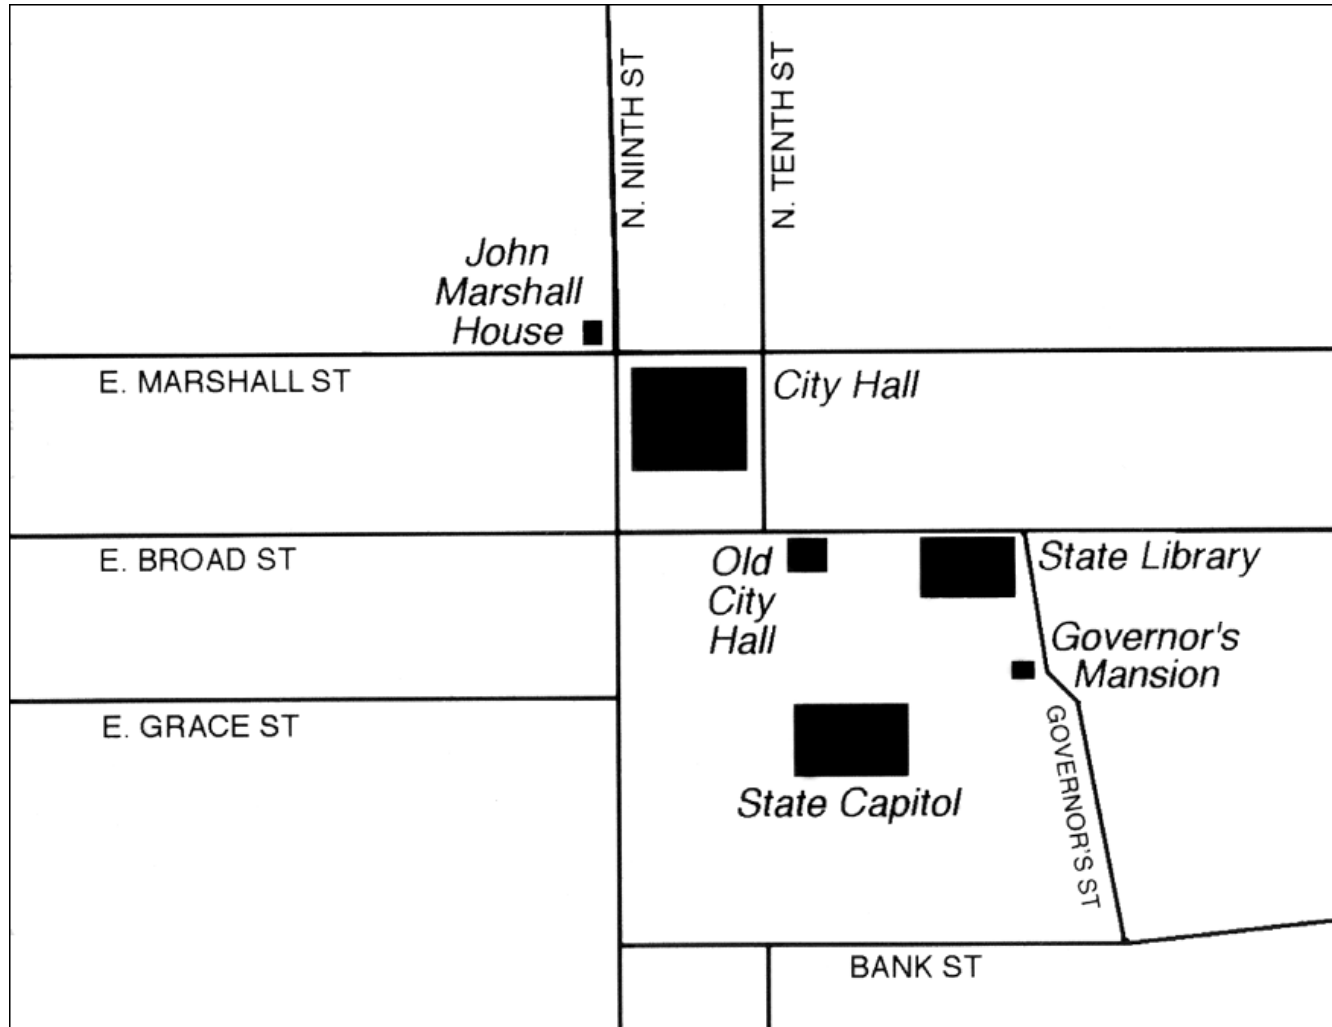 N. NINTH ST
N. TENTH ST
John
Marshall
House
E. MARSHALL ST
City Hall
E. BROAD ST
Old
City
Hall
State Library
Governor's
Mansion
E. GRACE ST
GOVERNOR'S ST
State Capitol
BANK ST